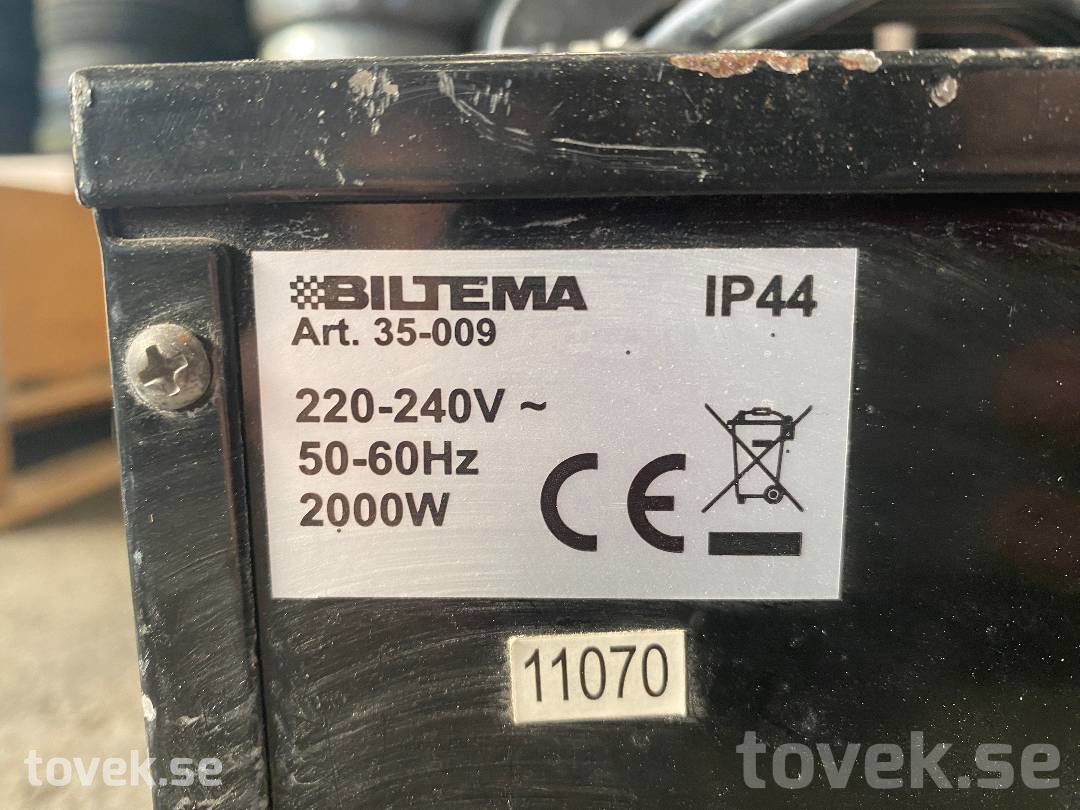 BILTEMA IP44
Art. 35-009
220-240V ~
50-60Hz
2000W
CE
11070
tovek.se
tovek.se